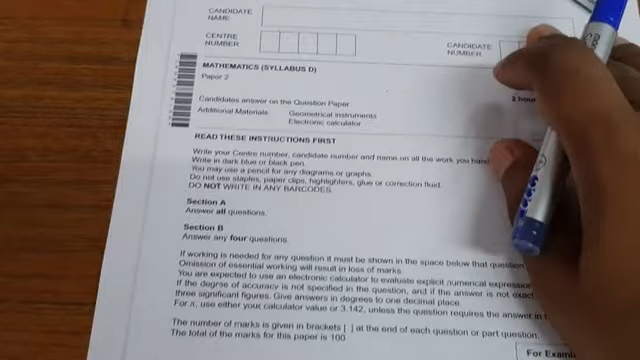 CANDIDATE
NAME
CENTRE
NUMBER
CANDIDATE
NUMBER
MATHEMATICS (SYLLABUS D)
Paper 2
2 hour
Candidates answer on the Question Paper.
Additional Materials: Geometrical instruments
Electronic calculator
READ THESE INSTRUCTIONS FIRST
Write your Centre number, candidate number and name on all the work you
Write in dark blue or black pen.
You may use a pencil for any diagrams or graphs.
Do not use staples, paper clips, highlighters, glue or correction fluid.
DO NOT WRITE IN ANY BARCODES.
Section A
Answer all questions.
Section B
Answer any four questions.
If working is needed for any question it must be shown in the space below that question.
Omission of essential working will result in loss of marks.
You are expected to use an electronic calculator to evaluate explicit numerical
If the degree of accuracy is not specified in the question, and if the answer is not exact
three significant figures. Give answers in degrees to one decimal place.
For π, use either your calculator value or 3.142, unless the question requires the answer in
The number of marks is given in brackets [ ] at the end of each question or part question.
The total of the marks for this paper is 100.
For